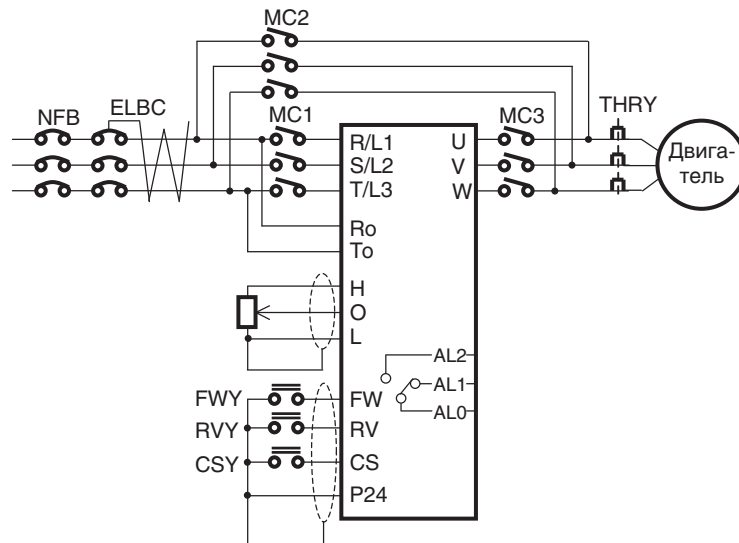 MC2
NFB
ELBC
MC1
MC3
THRY
R/L1
S/L2
T/L3
U
V
W
Двига-
тель
Ro
To
H
O
L
AL2
AL1
AL0
FWY
FW
RVY
RV
CSY
CS
P24